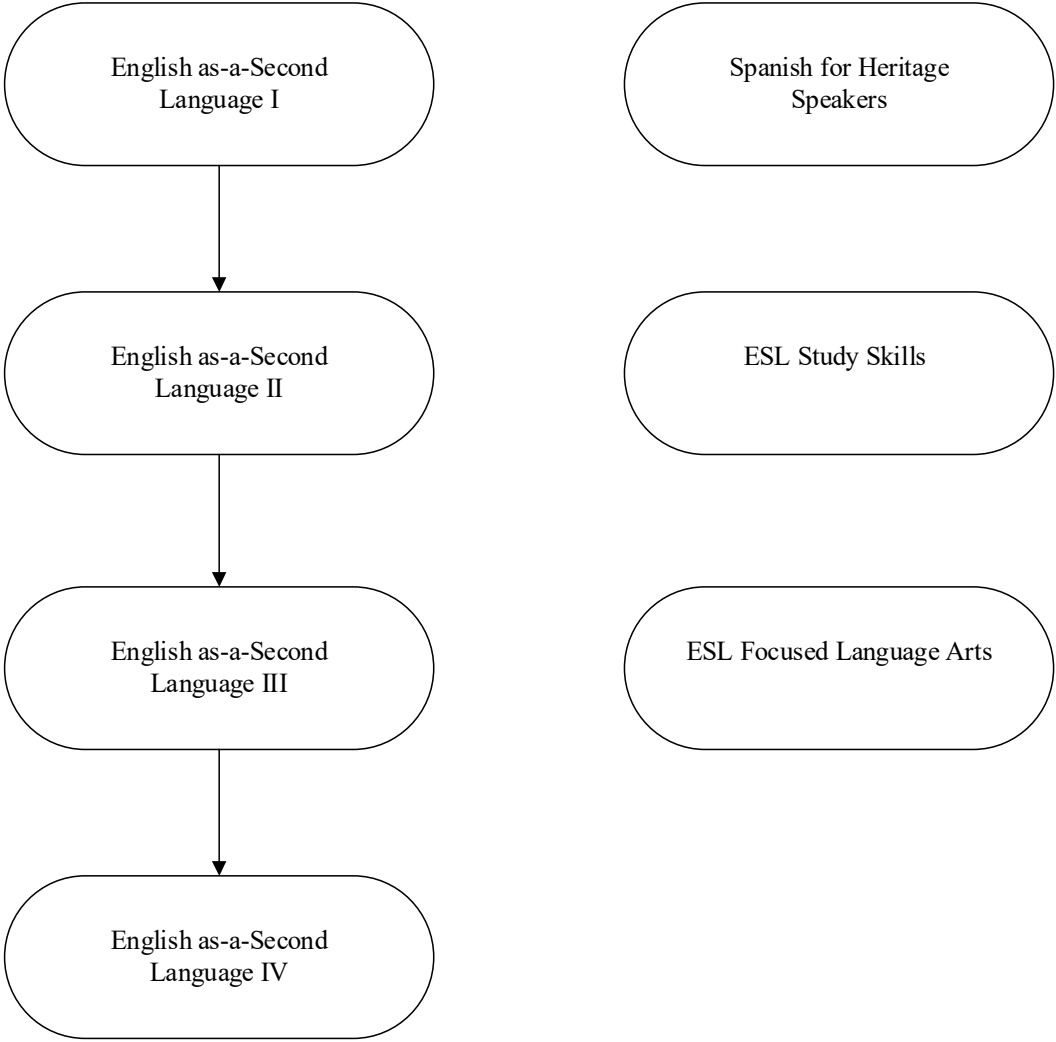 English as-a-Second
Language I
Spanish for Heritage
Speakers
English as-a-Second
Language II
ESL Study Skills
English as-a-Second
Language III
ESL Focused Language Arts
English as-a-Second
Language IV